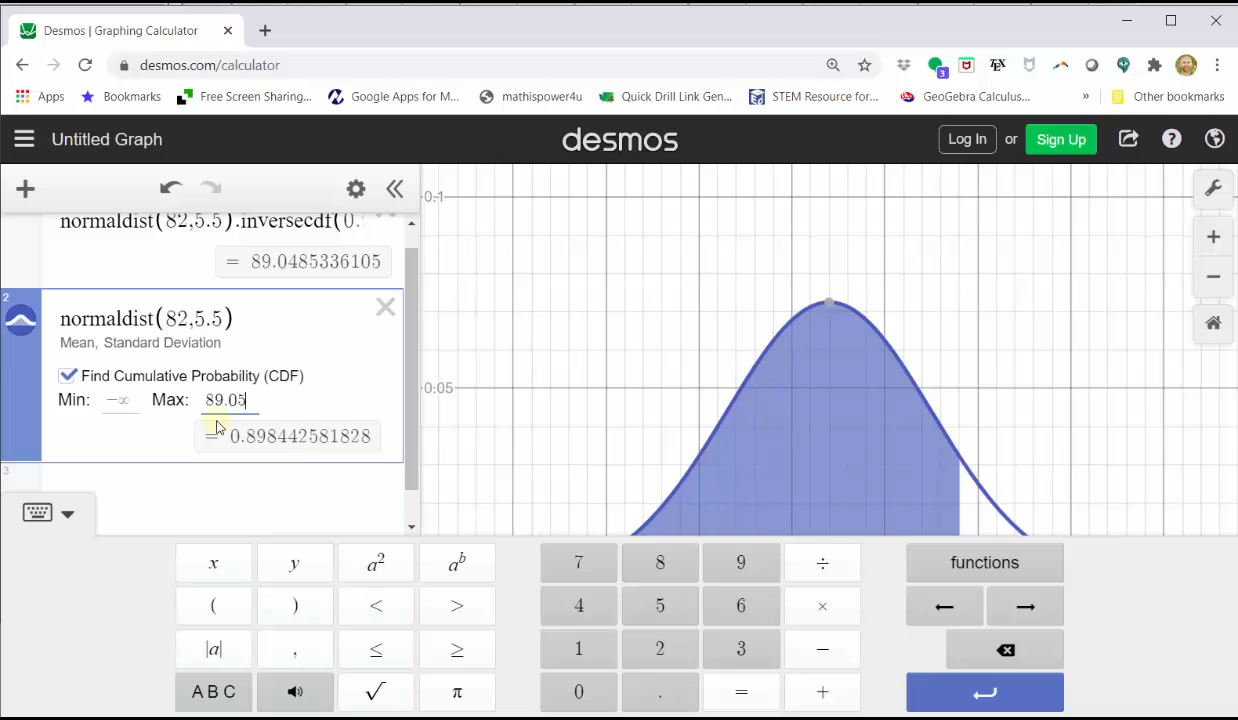 Desmos | Graphing Calculator
desmos.com/calculator
3
TEX
Apps Bookmarks Free Screen Sharing... Google Apps for M... mathispower4u Quick Drill Link Gen... STEM Resource for... GeoGebra Calculus... » Other bookmarks
Untitled Graph desmos Log In or Sign Up
normaldist(82,5.5).inversecdf(0.
= 89.0485336105
2
normaldist(82,5.5)
Mean, Standard Deviation
Find Cumulative Probability (CDF)
Min: −∞ Max: 89.05
= 0.898442581828
3
0.1
0.05
x y a² aᵇ 7 8 9 ÷ functions
( ) < > 4 5 6 × ← →
|a| , ≤ ≥ 1 2 3 −
A B C √ π 0 . = +